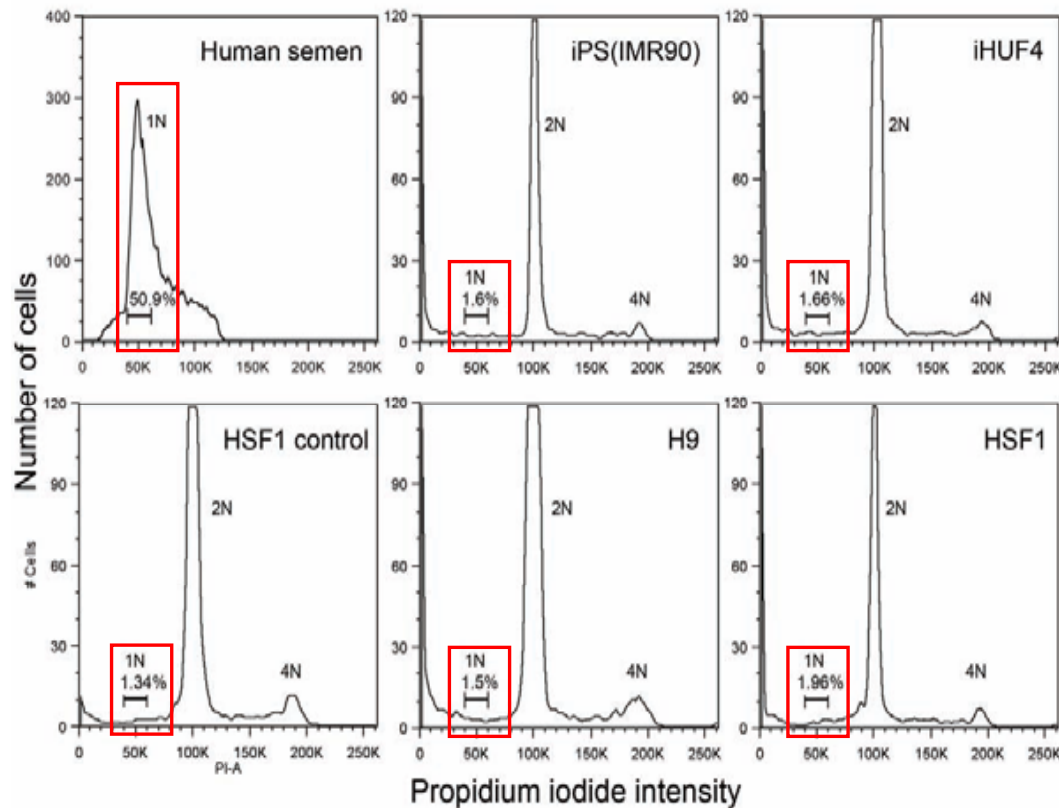 Number of cells
400
300
200
100
0
Human semen
1N
50.9%
0 50K 100K 150K 200K 250K
120
90
60
30
0
iPS(IMR90)
2N
1N
1.6%
4N
0 50K 100K 150K 200K 250K
120
90
60
30
0
iHUF4
2N
1N
1.66%
4N
0 50K 100K 150K 200K 250K
# Cells
120
90
60
30
0
HSF1 control
2N
1N
1.34%
4N
0 50K 100K 150K 200K 250K
PI-A
120
90
60
30
0
H9
2N
1N
1.5%
4N
0 50K 100K 150K 200K 250K
120
90
60
30
0
HSF1
2N
1N
1.96%
4N
0 50K 100K 150K 200K 250K
Propidium iodide intensity